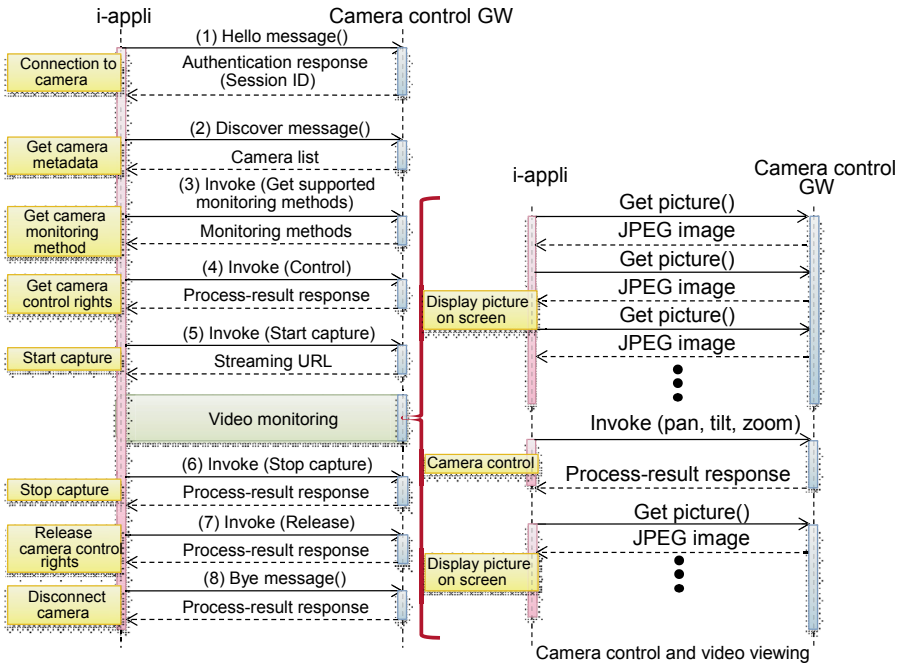 i-appli
Camera control GW
(1) Hello message()
Connection to
camera
Authentication response
(Session ID)
(2) Discover message()
Get camera
metadata
Camera list
(3) Invoke (Get supported
monitoring methods)
Get camera
monitoring
method
Monitoring methods
(4) Invoke (Control)
Get camera
control rights
Process-result response
(5) Invoke (Start capture)
Start capture
Streaming URL
Video monitoring
(6) Invoke (Stop capture)
Stop capture
Process-result response
(7) Invoke (Release)
Release
camera control
rights
Process-result response
(8) Bye message()
Disconnect
camera
Process-result response
i-appli
Camera control
GW
Get picture()
JPEG image
Get picture()
JPEG image
Display picture
on screen
Get picture()
JPEG image
Invoke (pan, tilt, zoom)
Camera control
Process-result response
Get picture()
JPEG image
Display picture
on screen
Camera control and video viewing